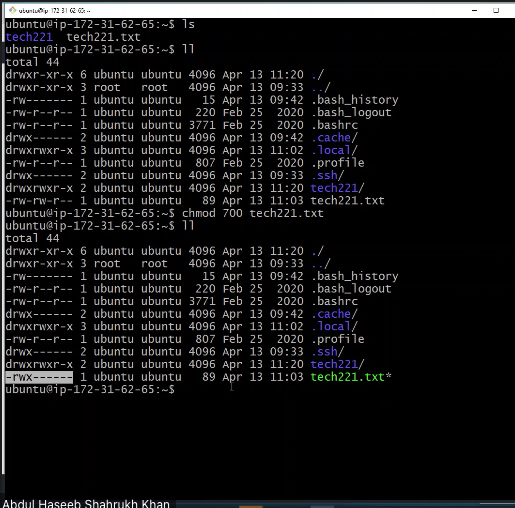 ubuntu@ip-172-31-62-65: ~
ubuntu@ip-172-31-62-65:~$ ls
tech221  tech221.txt
ubuntu@ip-172-31-62-65:~$ ll
total 44
drwxr-xr-x 6 ubuntu ubuntu 4096 Apr 13 11:20 ./
drwxr-xr-x 3 root   root   4096 Apr 13 09:33 ../
-rw------- 1 ubuntu ubuntu   15 Apr 13 09:42 .bash_history
-rw-r--r-- 1 ubuntu ubuntu  220 Feb 25  2020 .bash_logout
-rw-r--r-- 1 ubuntu ubuntu 3771 Feb 25  2020 .bashrc
drwx------ 2 ubuntu ubuntu 4096 Apr 13 09:42 .cache/
drwxrwxr-x 3 ubuntu ubuntu 4096 Apr 13 11:02 .local/
-rw-r--r-- 1 ubuntu ubuntu  807 Feb 25  2020 .profile
drwx------ 2 ubuntu ubuntu 4096 Apr 13 09:33 .ssh/
drwxrwxr-x 2 ubuntu ubuntu 4096 Apr 13 11:20 tech221/
-rw-rw-r-- 1 ubuntu ubuntu   89 Apr 13 11:03 tech221.txt
ubuntu@ip-172-31-62-65:~$ chmod 700 tech221.txt
ubuntu@ip-172-31-62-65:~$ ll
total 44
drwxr-xr-x 6 ubuntu ubuntu 4096 Apr 13 11:20 ./
drwxr-xr-x 3 root   root   4096 Apr 13 09:33 ../
-rw------- 1 ubuntu ubuntu   15 Apr 13 09:42 .bash_history
-rw-r--r-- 1 ubuntu ubuntu  220 Feb 25  2020 .bash_logout
-rw-r--r-- 1 ubuntu ubuntu 3771 Feb 25  2020 .bashrc
drwx------ 2 ubuntu ubuntu 4096 Apr 13 09:42 .cache/
drwxrwxr-x 3 ubuntu ubuntu 4096 Apr 13 11:02 .local/
-rw-r--r-- 1 ubuntu ubuntu  807 Feb 25  2020 .profile
drwx------ 2 ubuntu ubuntu 4096 Apr 13 09:33 .ssh/
drwxrwxr-x 2 ubuntu ubuntu 4096 Apr 13 11:20 tech221/
-rwx------ 1 ubuntu ubuntu   89 Apr 13 11:03 tech221.txt*
ubuntu@ip-172-31-62-65:~$
Abdul Haseeb Shahrukh Khan